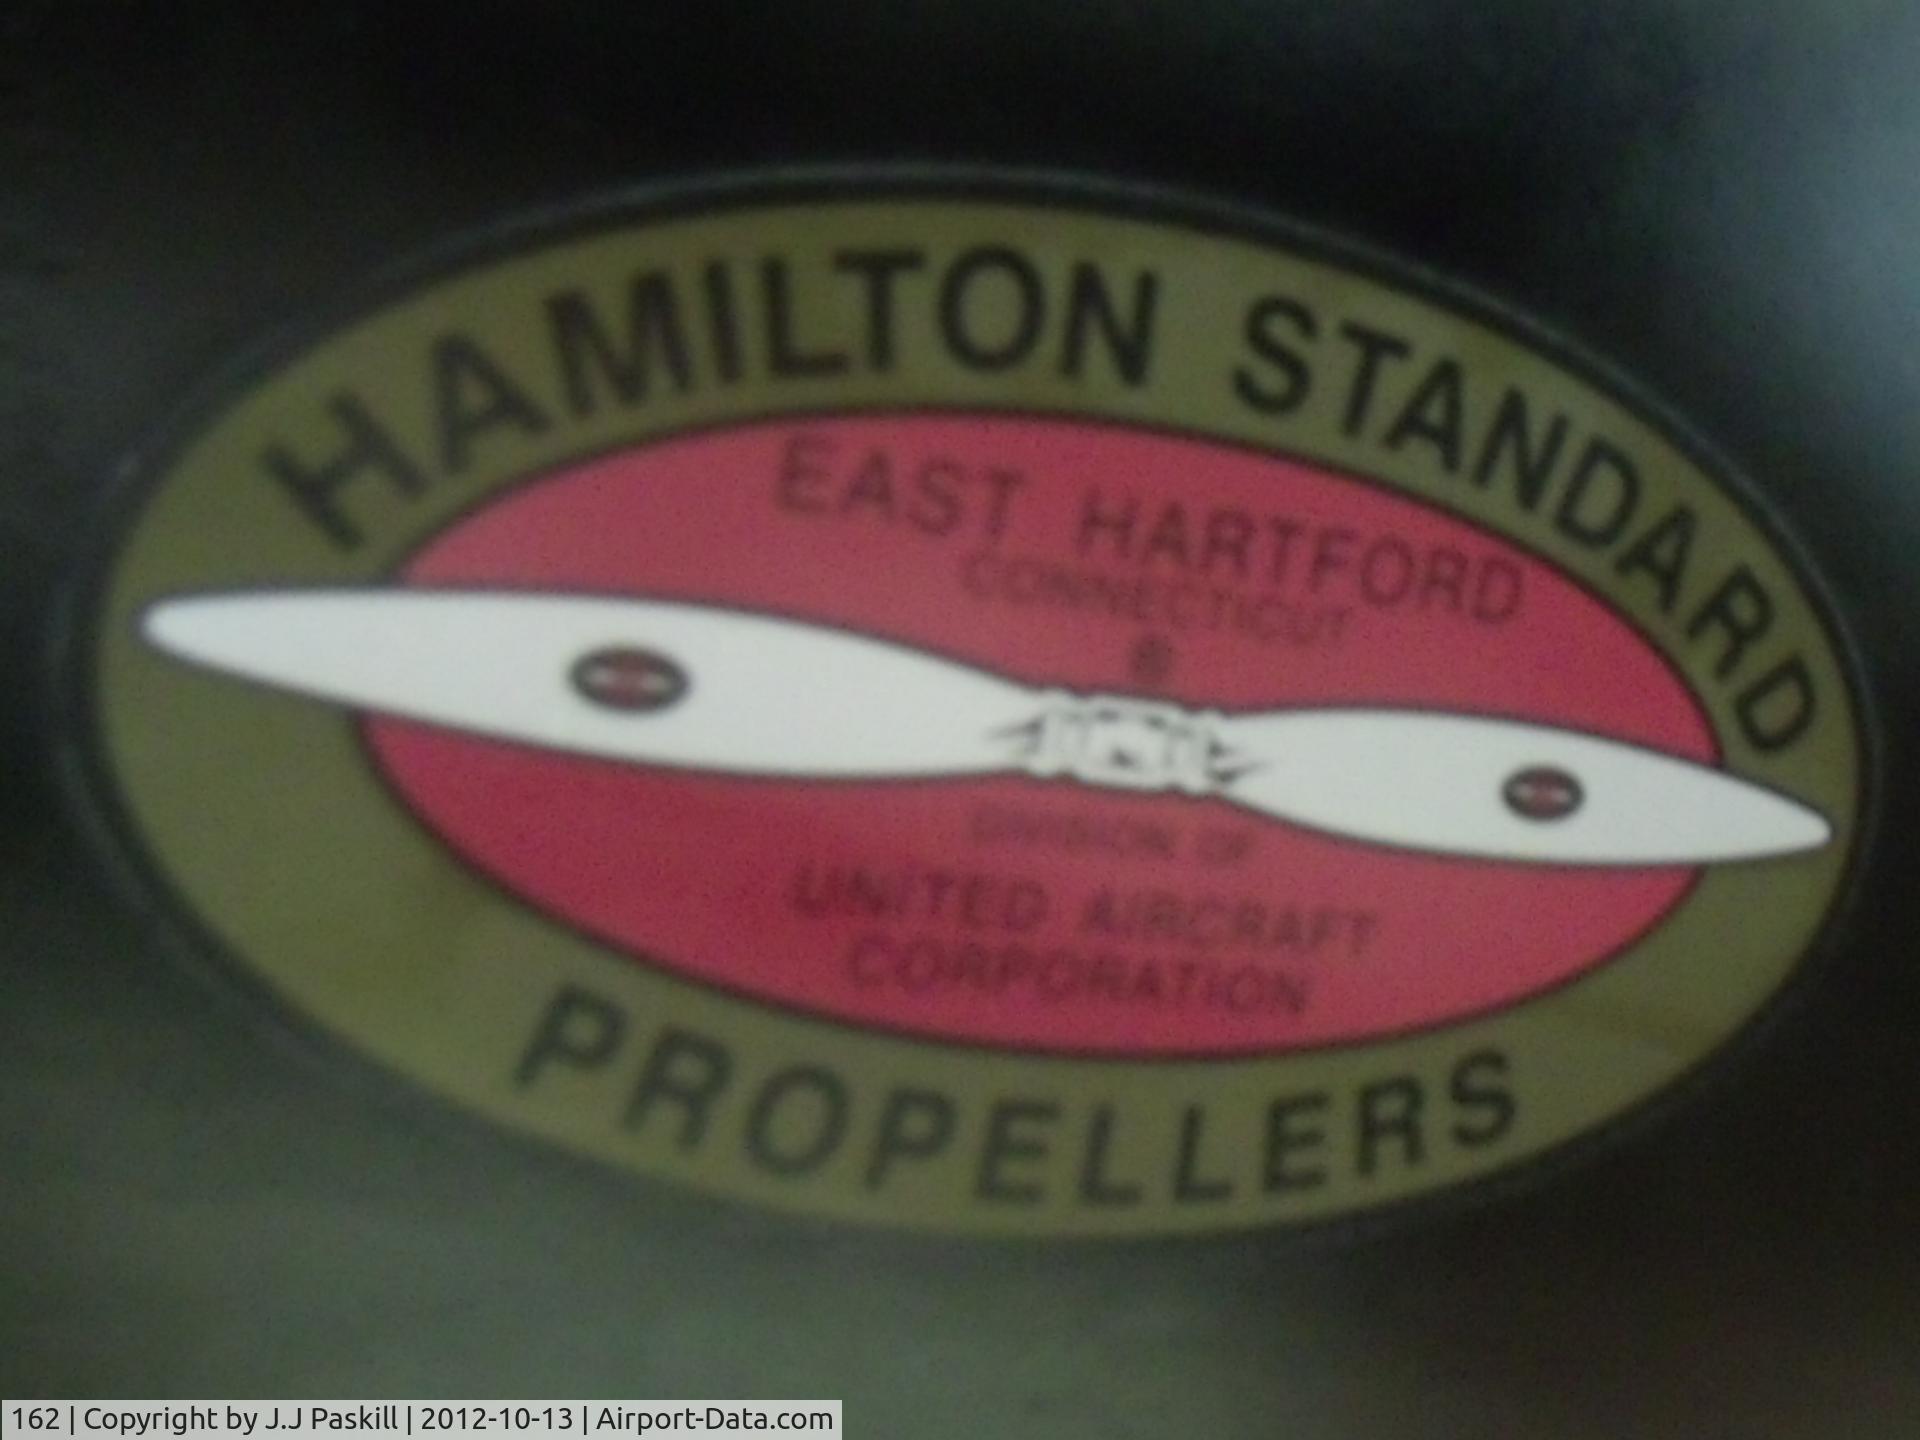 HAMILTON STANDARD
EAST HARTFORD
CONNECTICUT
DIVISION OF
UNITED AIRCRAFT
CORPORATION
PROPELLERS
162 | Copyright by J.J Paskill | 2012-10-13 | Airport-Data.com